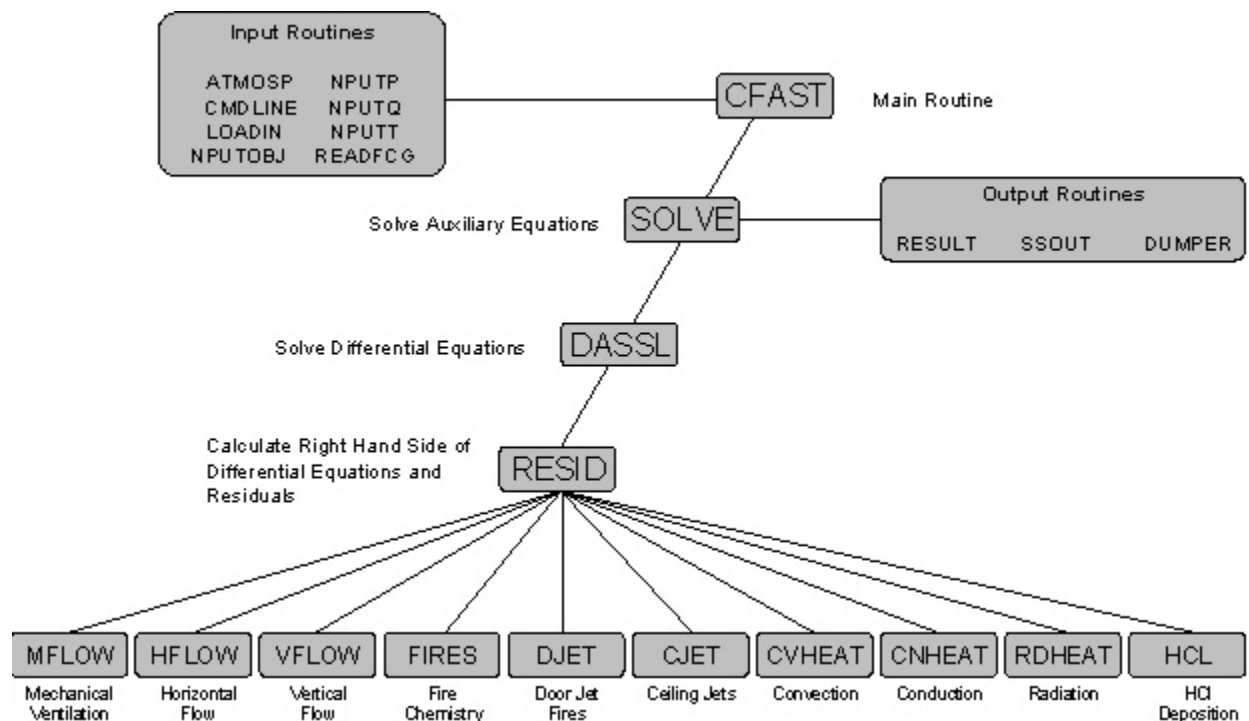 Input Routines
ATMOSP NPUTP
CMDLINE NPUTQ
LOADIN NPUTT
NPUTOBJ READFCG
CFAST
Main Routine
Solve Auxiliary Equations
SOLVE
Output Routines
RESULT SSOUT DUMPER
Solve Differential Equations
DASSL
Calculate Right Hand Side of
Differential Equations and
Residuals
RESID
MFLOW HFLOW VFLOW FIRES DJET CJET CVHEAT CNHEAT RDHEAT HCL
Mechanical Horizontal Vertical Fire Door Jet Ceiling Jets Convection Conduction Radiation HCl
Ventilation Flow Flow Chemistry Fires Deposition